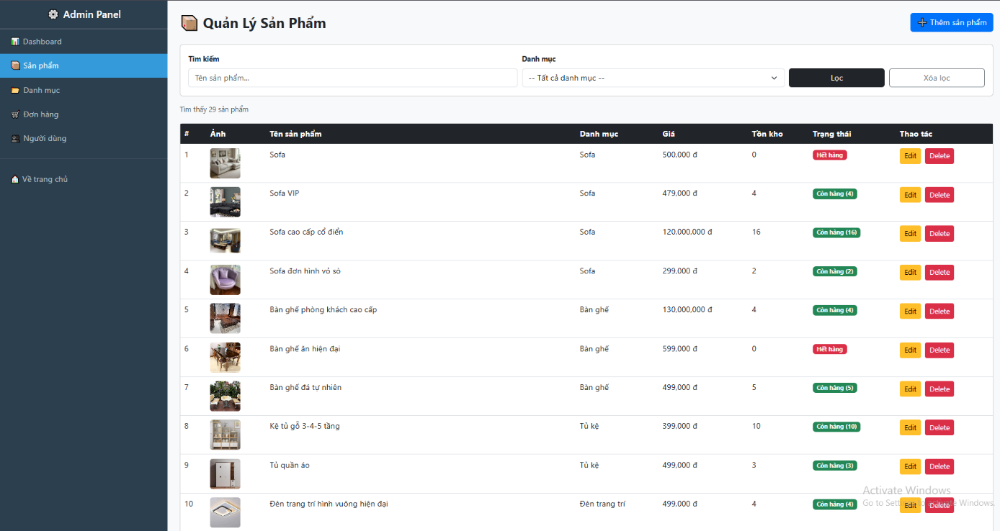 Admin Panel
Dashboard
Sản phẩm
Danh mục
Đơn hàng
Người dùng
Về trang chủ
Quản Lý Sản Phẩm
Thêm sản phẩm
Tìm kiếm Danh mục
Tên sản phẩm... -- Tất cả danh mục -- Lọc Xóa lọc
Tìm thấy 29 sản phẩm
# Ảnh Tên sản phẩm Danh mục Giá Tồn kho Trạng thái Thao tác
1 Sofa Sofa 500,000 đ 0 Hết hàng Edit Delete
2 Sofa VIP Sofa 479,000 đ 4 Còn hàng (4) Edit Delete
3 Sofa cao cấp cổ điển Sofa 120,000,000 đ 16 Còn hàng (16) Edit Delete
4 Sofa đơn hình vỏ sò Sofa 299,000 đ 2 Còn hàng (2) Edit Delete
5 Bàn ghế phòng khách cao cấp Bàn ghế 130,000,000 đ 4 Còn hàng (4) Edit Delete
6 Bàn ghế ăn hiện đại Bàn ghế 599,000 đ 0 Hết hàng Edit Delete
7 Bàn ghế đá tự nhiên Bàn ghế 499,000 đ 5 Còn hàng (5) Edit Delete
8 Kệ tủ gỗ 3-4-5 tầng Tủ kệ 399,000 đ 10 Còn hàng (10) Edit Delete
9 Tủ quần áo Tủ kệ 499,000 đ 3 Còn hàng (3) Edit Delete
10 Đèn trang trí hình vuông hiện đại Đèn trang trí 499,000 đ 4 Còn hàng (4) Edit Delete
Activate Windows
Go to Settings to activate Windows.